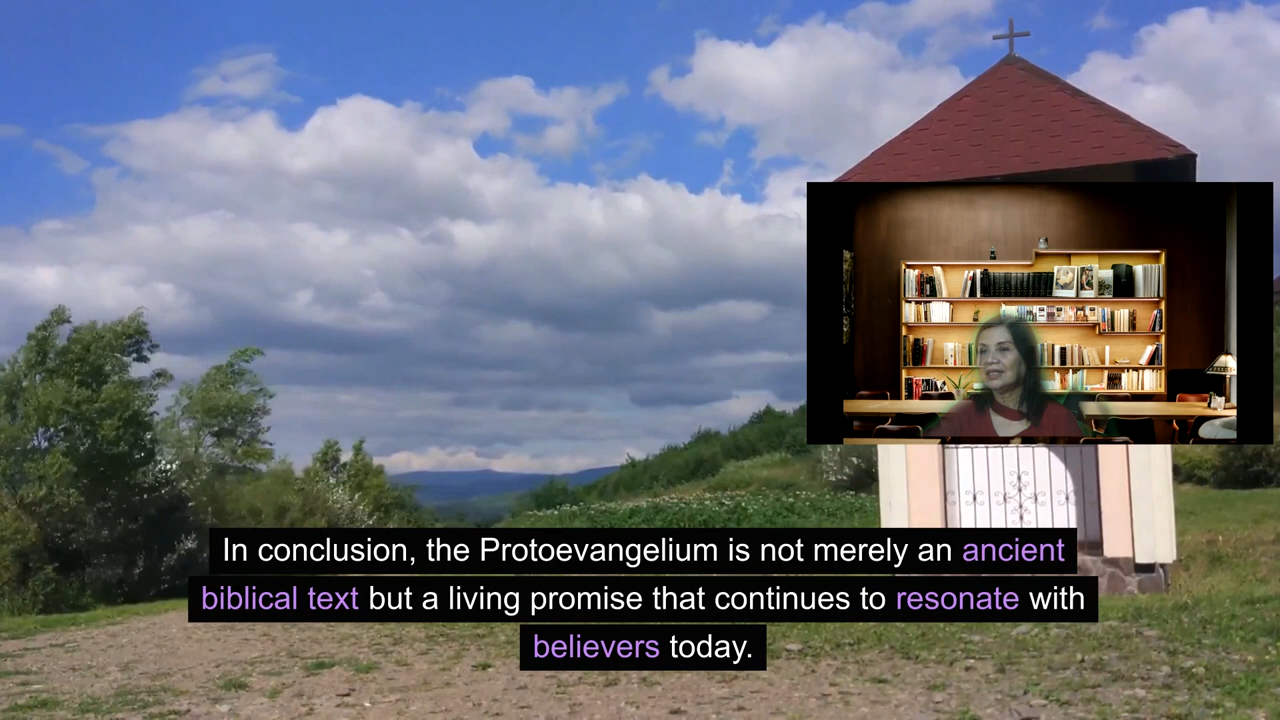 In conclusion, the Protoevangelium is not merely an ancient
biblical text but a living promise that continues to resonate with
believers today.